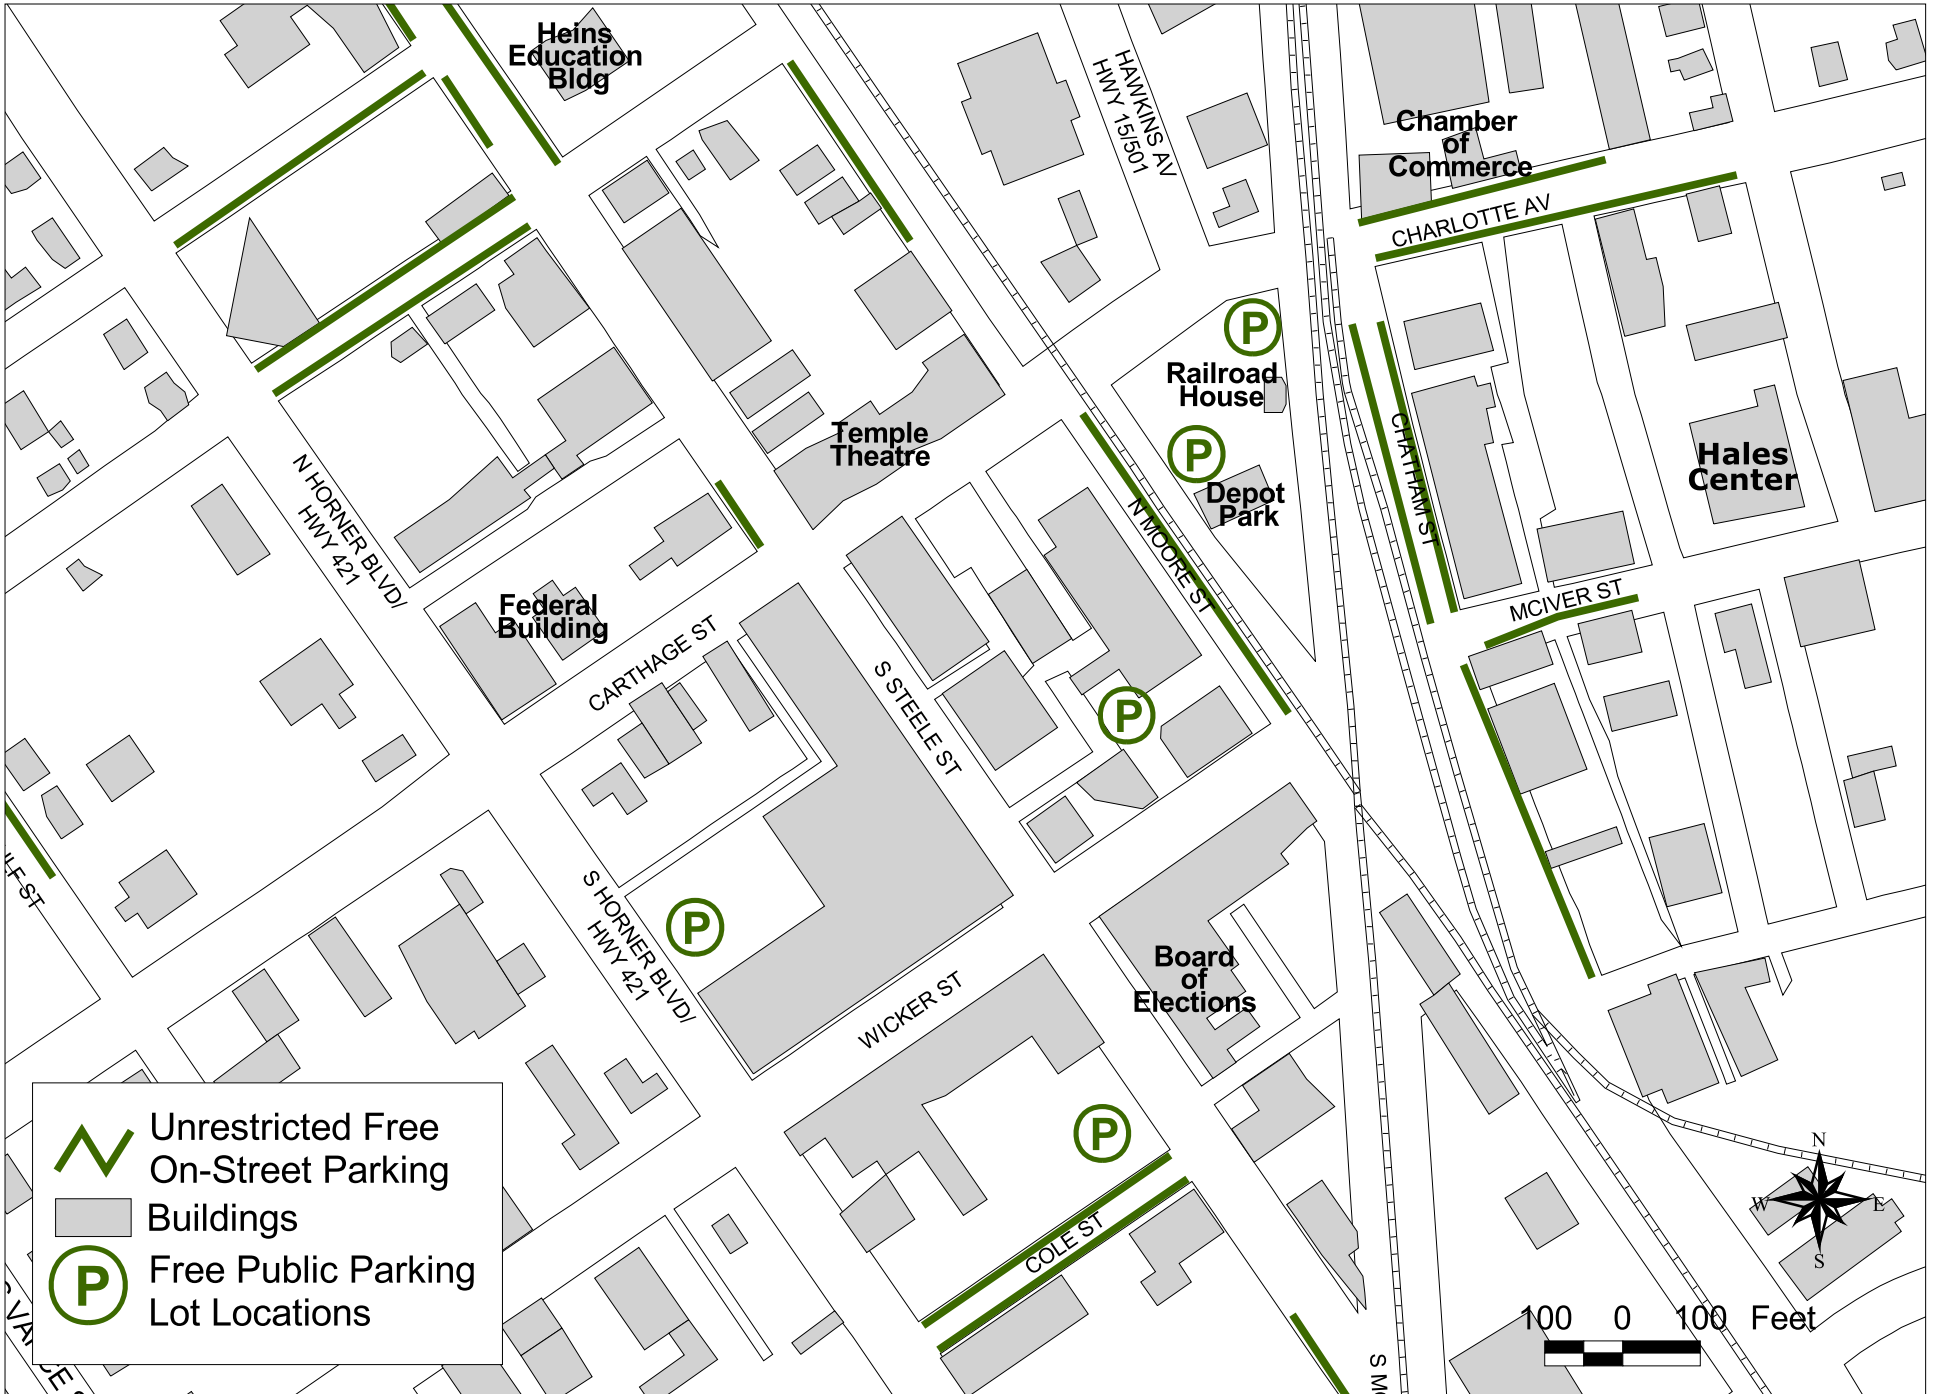 Heins
Education
Bldg
HAWKINS AV
HWY 15/501
Chamber
of
Commerce
CHARLOTTE AV
P
Railroad
House
P
Depot
Park
Temple
Theatre
CHATHAM ST
Hales
Center
N HORNER BLVD/
HWY 421
N MOORE ST
Federal
Building
MCIVER ST
CARTHAGE ST
S STEELE ST
P
S HORNER BLVD/
HWY 421
P
Board
of
Elections
WICKER ST
P
COLE ST
Unrestricted Free
On-Street Parking
Buildings
P
Free Public Parking
Lot Locations
N
W
E
S
100 0 100 Feet